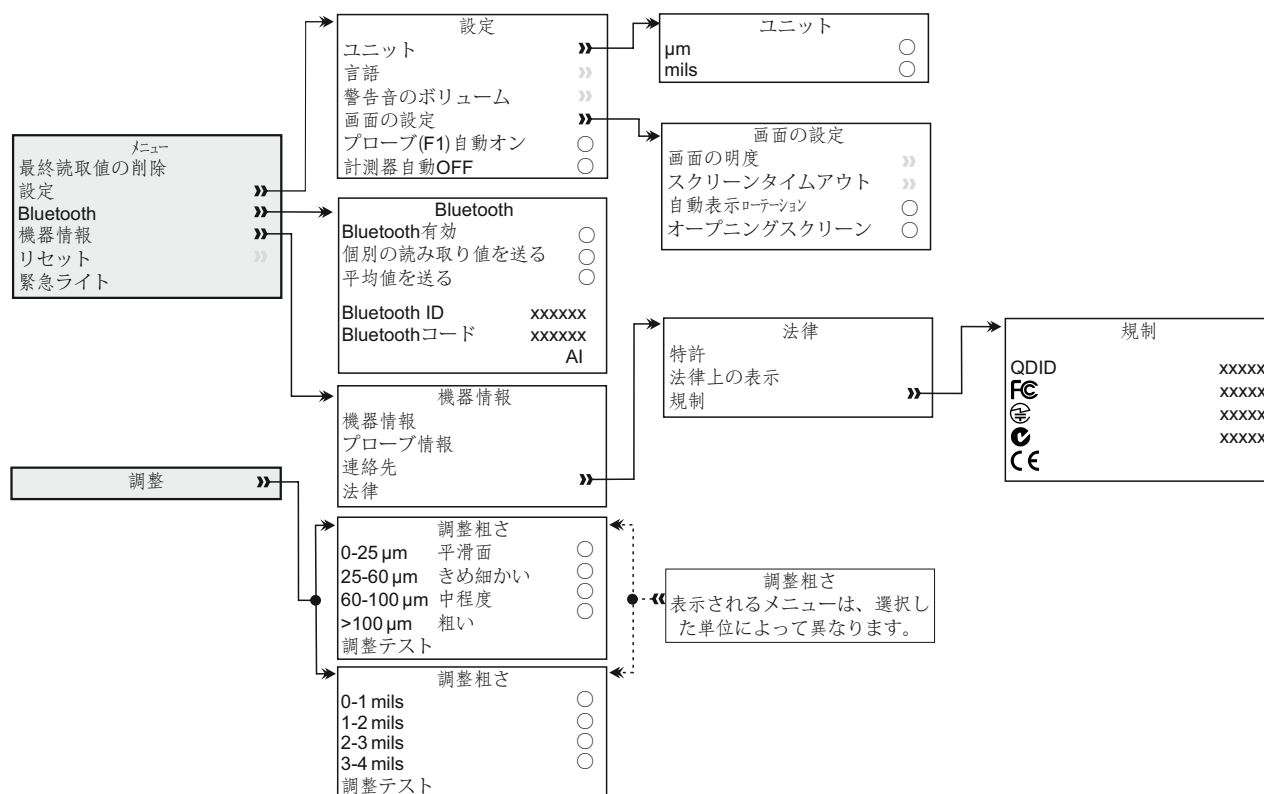 メニュー
最終読取値の削除
設定
Bluetooth
機器情報
リセット
緊急ライト
設定
ユニット
言語
警告音のボリューム
画面の設定
プローブ(F1)自動オン
計測器自動OFF
ユニット
µm
mils
画面の設定
画面の明度
スクリーンタイムアウト
自動表示ローテーション
オープニングスクリーン
Bluetooth
Bluetooth有効
個別の読み取り値を送る
平均値を送る
Bluetooth ID xxxxxx
Bluetoothコード xxxxxx
AI
機器情報
機器情報
プローブ情報
連絡先
法律
法律
特許
法律上の表示
規制
規制
QDID xxxxx
FC xxxxx
xxxxx
xxxxx
CE
調整
調整粗さ
0-25 µm 平滑面
25-60 µm きめ細かい
60-100 µm 中程度
>100 µm 粗い
調整テスト
調整粗さ
表示されるメニューは、選択し
た単位によって異なります。
調整粗さ
0-1 mils
1-2 mils
2-3 mils
3-4 mils
調整テスト